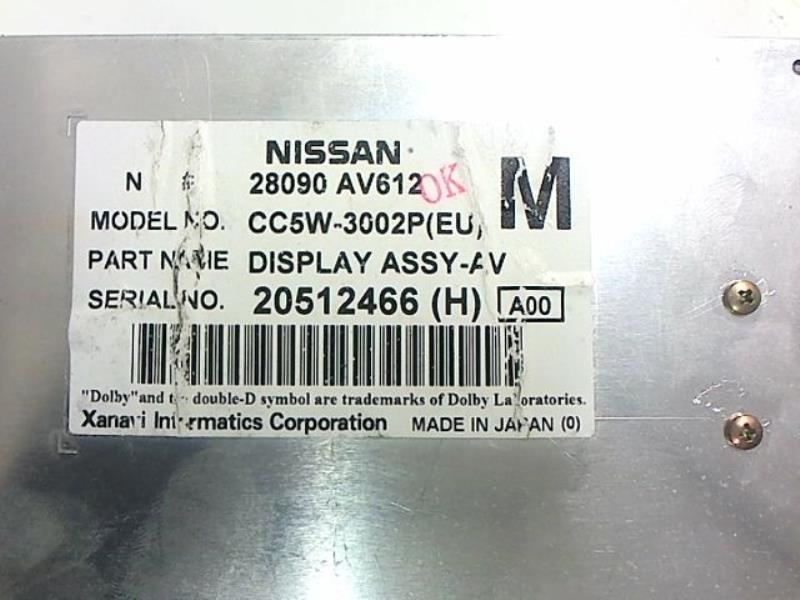 NISSAN
N 28090 AV612 OK M
MODEL NO. CC5W-3002P(EU)
PART NAME DISPLAY ASSY-AV
SERIAL NO. 20512466 (H) A00
"Dolby" and the double-D symbol are trademarks of Dolby Laboratories.
Xanavi Informatics Corporation MADE IN JAPAN (0)